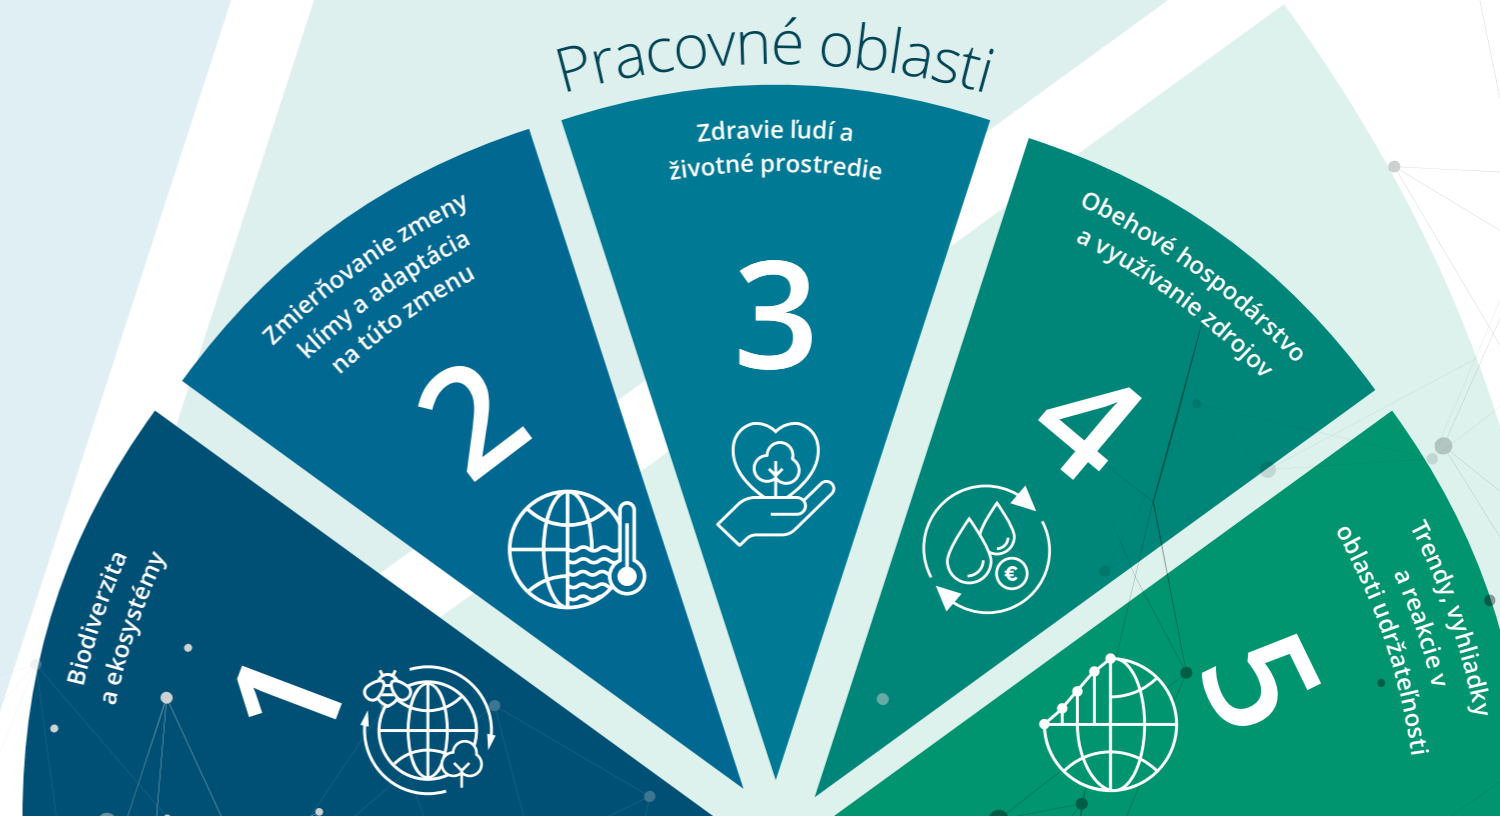 Pracovné oblasti
Biodiverzita
a ekosystémy
1
Zmierňovanie zmeny
klímy a adaptácia
na túto zmenu
2
Zdravie ľudí a
životné prostredie
3
Obehové hospodárstvo
a využívanie zdrojov
4
€
Trendy, vyhliadky
a reakcie v
oblasti udržateľnosti
5